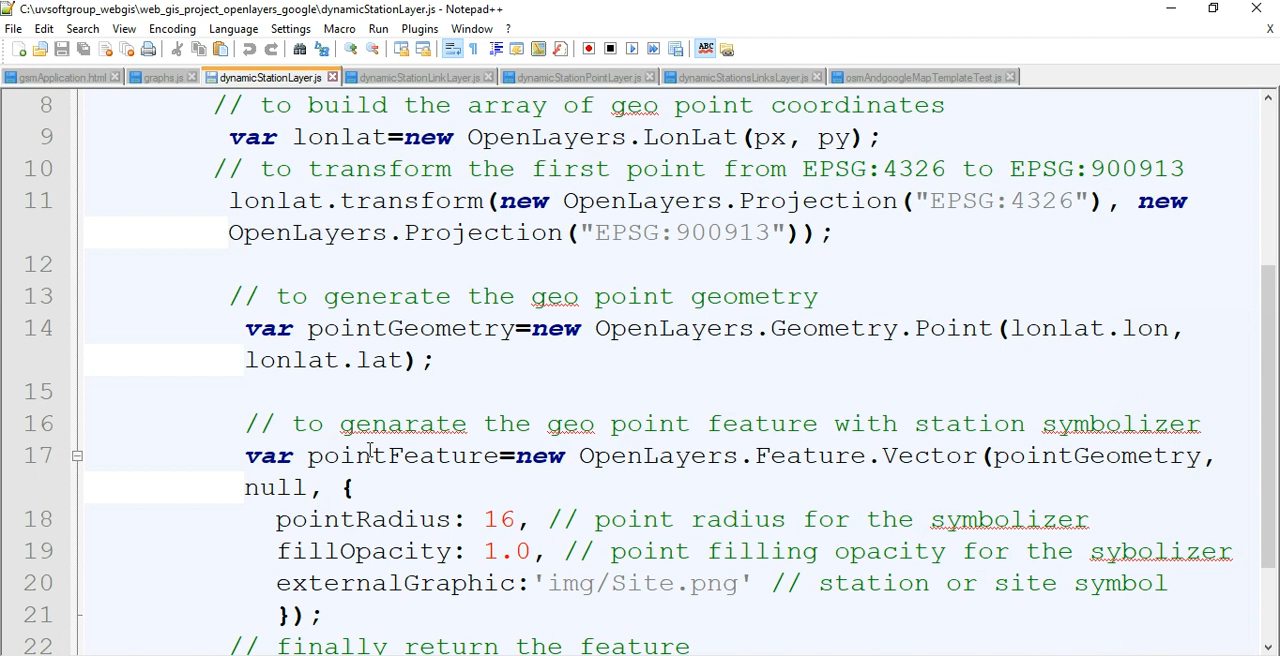 C:\uvsoftgroup_webgis\web_gis_project_openlayers_google\dynamicStationLayer.js - Notepad++
File Edit Search View Encoding Language Settings Macro Run Plugins Window ?
X
gsmApplication.html graphs.js dynamicStationLayer.js dynamicStationLinkLayer.js dynamicStationPointLayer.js dynamicStationsLinksLayer.js osmAndgoogleMapTemplateTest.js
8 // to build the array of geo point coordinates
9 var lonlat=new OpenLayers.LonLat(px, py);
10 // to transform the first point from EPSG:4326 to EPSG:900913
11 lonlat.transform(new OpenLayers.Projection("EPSG:4326"), new
OpenLayers.Projection("EPSG:900913"));
12
13 // to generate the geo point geometry
14 var pointGeometry=new OpenLayers.Geometry.Point(lonlat.lon,
lonlat.lat);
15
16 // to genarate the geo point feature with station symbolizer
17 var pointFeature=new OpenLayers.Feature.Vector(pointGeometry,
null, {
18 pointRadius: 16, // point radius for the symbolizer
19 fillOpacity: 1.0, // point filling opacity for the sybolizer
20 externalGraphic:'img/Site.png' // station or site symbol
21 });
22 // finally return the feature